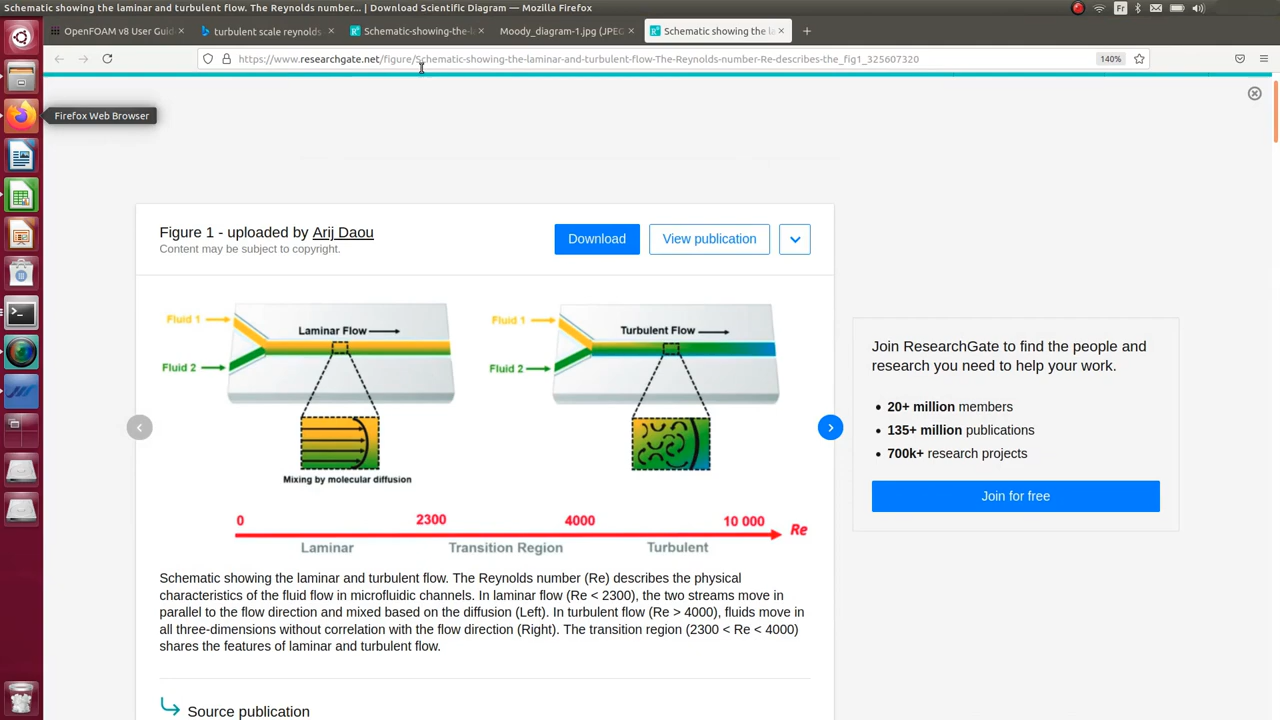 Schematic showing the laminar and turbulent flow. The Reynolds number... | Download Scientific Diagram — Mozilla Firefox
Fr
OpenFOAM v8 User Guid
turbulent scale reynolds
Schematic-showing-the-l
Moody_diagram-1.jpg (JPEG
Schematic showing the la
https://www.researchgate.net/figure/Schematic-showing-the-laminar-and-turbulent-flow-The-Reynolds-number-Re-describes-the_fig1_325607320
140%
Firefox Web Browser
Figure 1 - uploaded by Arij Daou
Content may be subject to copyright.
Download
View publication
Fluid 1
Laminar Flow
Fluid 2
Mixing by molecular diffusion
Fluid 1
Turbulent Flow
Fluid 2
0
2300
4000
10 000
Re
Laminar
Transition Region
Turbulent
Schematic showing the laminar and turbulent flow. The Reynolds number (Re) describes the physical
characteristics of the fluid flow in microfluidic channels. In laminar flow (Re < 2300), the two streams move in
parallel to the flow direction and mixed based on the diffusion (Left). In turbulent flow (Re > 4000), fluids move in
all three-dimensions without correlation with the flow direction (Right). The transition region (2300 < Re < 4000)
shares the features of laminar and turbulent flow.
Source publication
Join ResearchGate to find the people and
research you need to help your work.
20+ million members
135+ million publications
700k+ research projects
Join for free